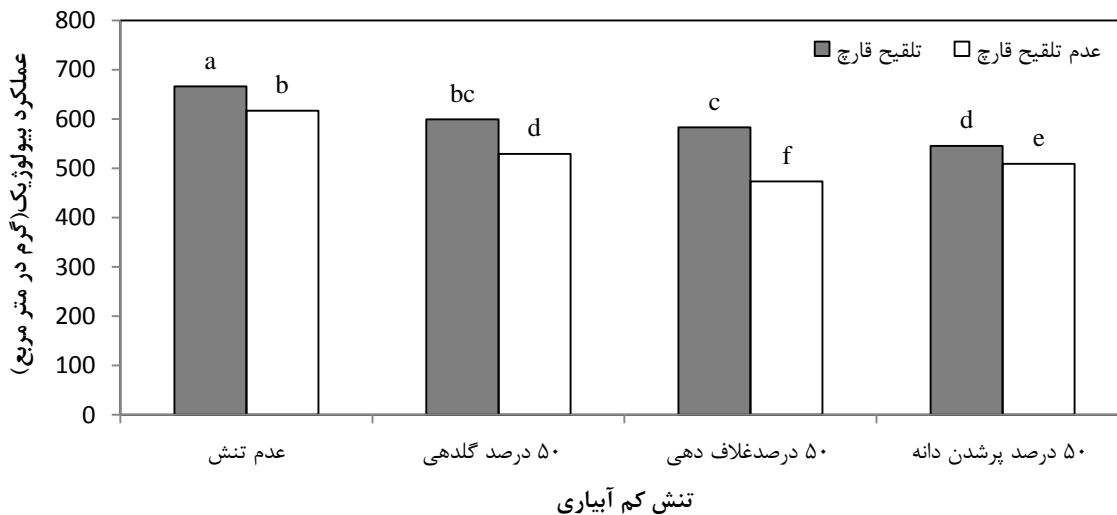 عملکرد بیولوژیک(گرم در متر مربع)
800
700
600
500
400
300
200
100
0
تلقیح قارچ
عدم تلقیح قارچ
a
b
bc
d
c
f
d
e
عدم تنش
۵۰ درصد گلدهی
۵۰ درصدغلاف دهی
۵۰ درصد پرشدن دانه
تنش کم آبیاری